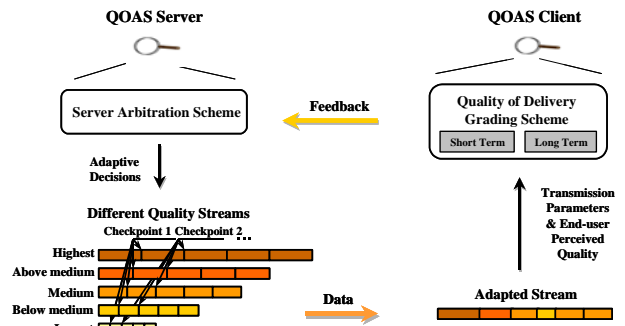 QOAS Server
QOAS Client
Server Arbitration Scheme
Feedback
Quality of Delivery
Grading Scheme
Short Term
Long Term
Adaptive
Decisions
Transmission
Parameters
& End-user
Perceived
Quality
Different Quality Streams
Checkpoint 1 Checkpoint 2 ...
Highest
Above medium
Medium
Below medium
Data
Adapted Stream